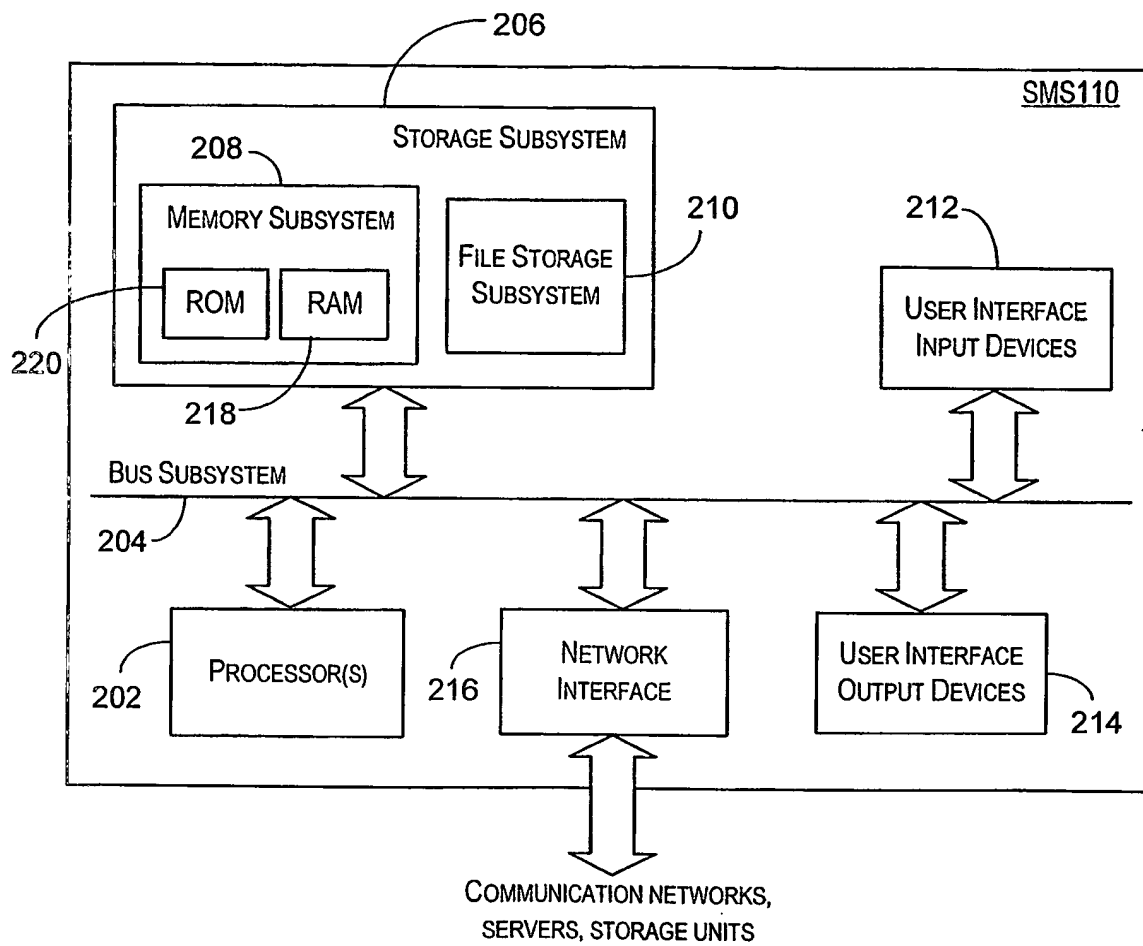 206
SMS110
STORAGE SUBSYSTEM
208
MEMORY SUBSYSTEM
ROM
RAM
220
218
FILE STORAGE
SUBSYSTEM
210
212
USER INTERFACE
INPUT DEVICES
BUS SUBSYSTEM
204
PROCESSOR(S)
202
NETWORK
INTERFACE
216
USER INTERFACE
OUTPUT DEVICES
214
COMMUNICATION NETWORKS,
SERVERS, STORAGE UNITS